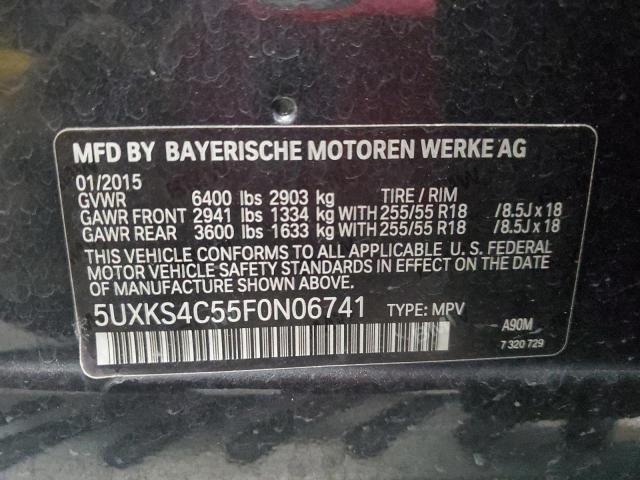 MFD BY BAYERISCHE MOTOREN WERKE AG
01/2015
GVWR 6400 lbs 2903 kg TIRE / RIM
GAWR FRONT 2941 lbs 1334 kg WITH 255/55 R18 /8.5J x 18
GAWR REAR 3600 lbs 1633 kg WITH 255/55 R18 /8.5J x 18
THIS VEHICLE CONFORMS TO ALL APPLICABLE U. S. FEDERAL
MOTOR VEHICLE SAFETY STANDARDS IN EFFECT ON THE DATE
OF MANUFACTURE SHOWN ABOVE.
5UXKS4C55F0N06741 TYPE: MPV
A90M
7 320 729